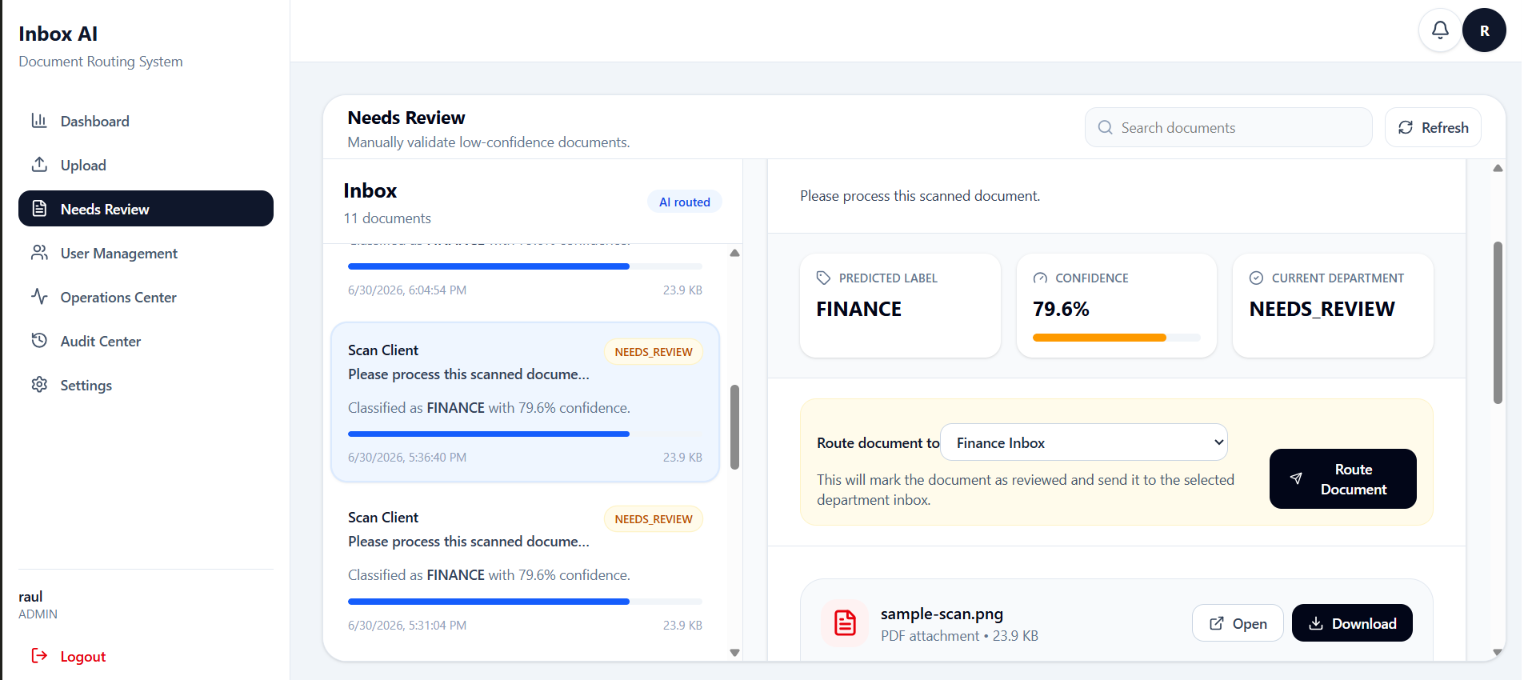 Inbox AI
Document Routing System
Dashboard
Upload
Needs Review
User Management
Operations Center
Audit Center
Settings
raul
ADMIN
Logout
R
Needs Review
Manually validate low-confidence documents.
Search documents
Refresh
Inbox
11 documents
AI routed
6/30/2026, 6:04:54 PM
23.9 KB
Scan Client
NEEDS_REVIEW
Please process this scanned docume...
Classified as FINANCE with 79.6% confidence.
6/30/2026, 5:36:40 PM
23.9 KB
Scan Client
NEEDS_REVIEW
Please process this scanned docume...
Classified as FINANCE with 79.6% confidence.
6/30/2026, 5:31:04 PM
23.9 KB
Please process this scanned document.
PREDICTED LABEL
FINANCE
CONFIDENCE
79.6%
CURRENT DEPARTMENT
NEEDS_REVIEW
Route document to
Finance Inbox
This will mark the document as reviewed and send it to the selected
department inbox.
Route
Document
sample-scan.png
PDF attachment • 23.9 KB
Open
Download